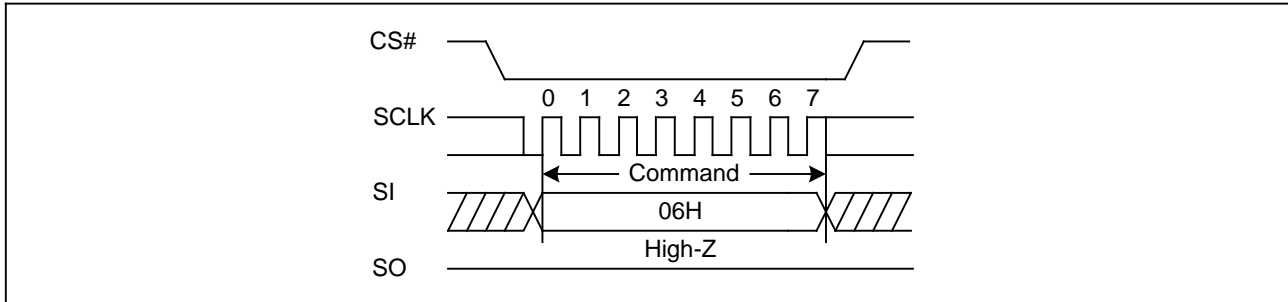 CS#
0 1 2 3 4 5 6 7
SCLK
Command
SI
06H
High-Z
SO